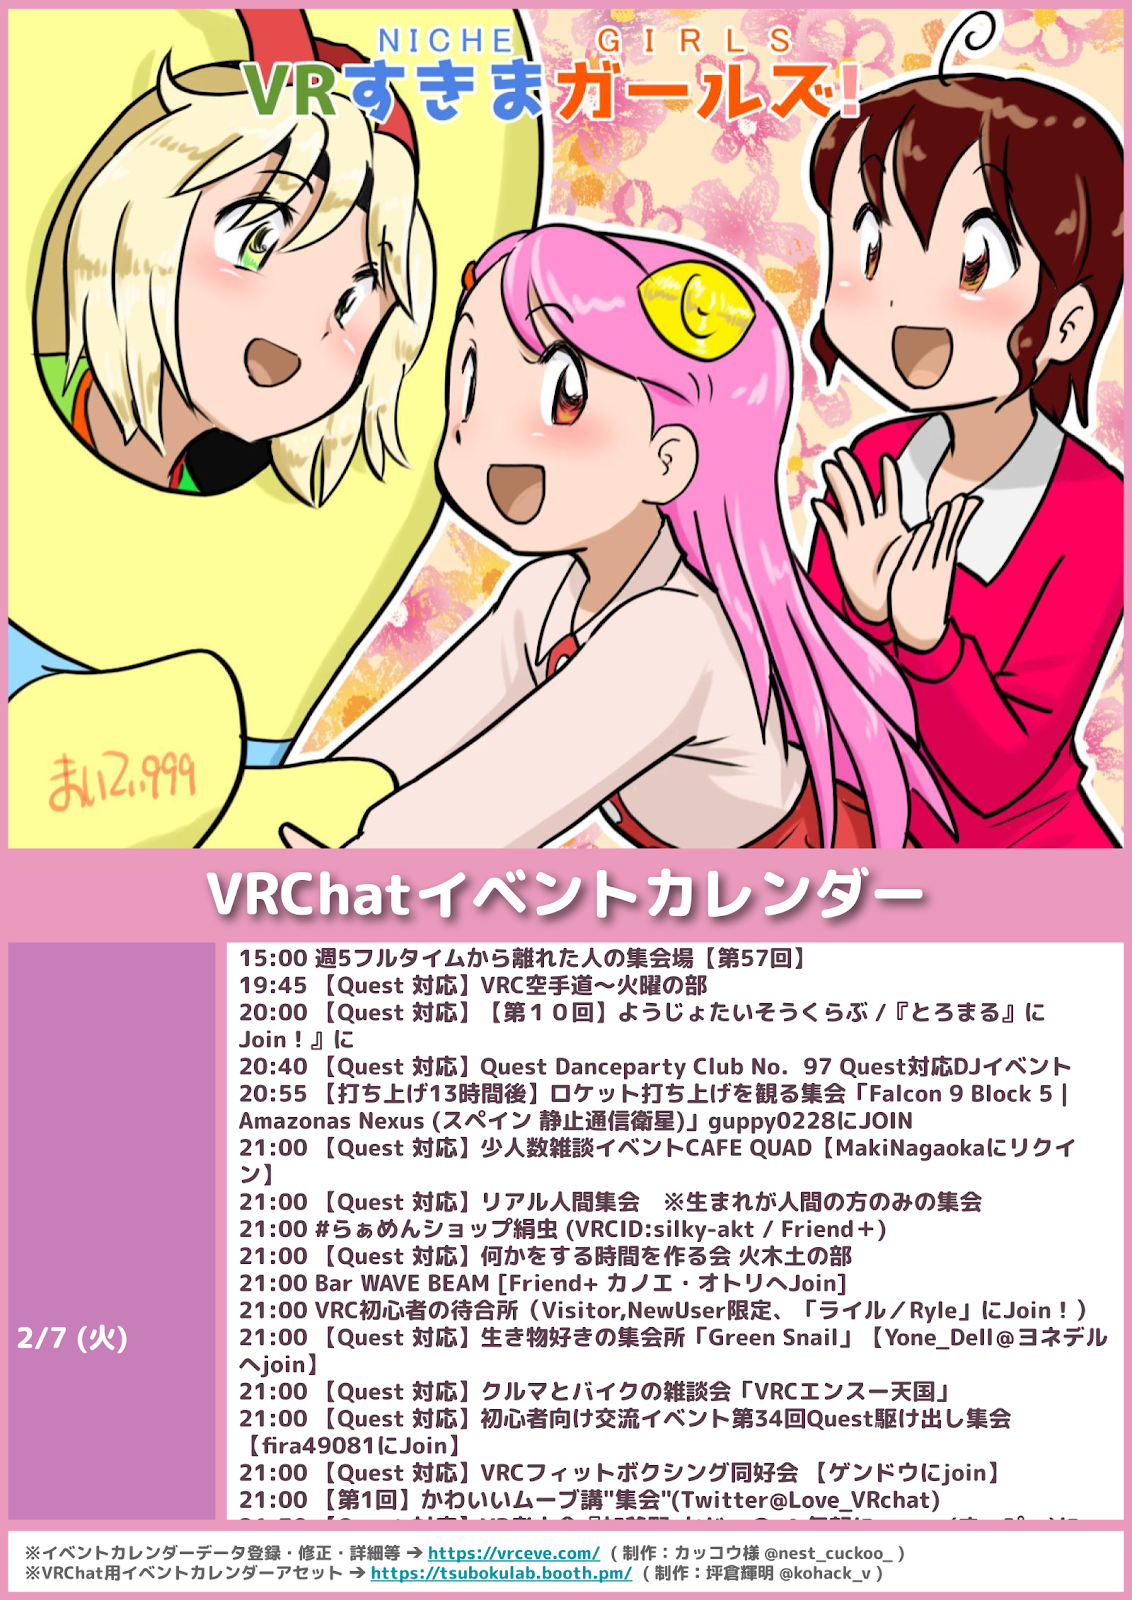 NICHE GIRLS
VRすきまガールズ!
まいてい999
VRChatイベントカレンダー
2/7 (火)
15:00 週5フルタイムから離れた人の集会場【第57回】
19:45 【Quest 対応】VRC空手道～火曜の部
20:00 【Quest 対応】【第１０回】ようじょたいそうくらぶ /『とろまる』に
Join！』に
20:40 【Quest 対応】Quest Danceparty Club No．97 Quest対応DJイベント
20:55 【打ち上げ13時間後】ロケット打ち上げを観る集会「Falcon 9 Block 5 |
Amazonas Nexus (スペイン 静止通信衛星)」guppy0228にJOIN
21:00 【Quest 対応】少人数雑談イベントCAFE QUAD【MakiNagaokaにリクイ
ン】
21:00 【Quest 対応】リアル人間集会　※生まれが人間の方のみの集会
21:00 #らぁめんショップ絹虫 (VRCID:silky-akt / Friend＋)
21:00 【Quest 対応】何かをする時間を作る会 火木土の部
21:00 Bar WAVE BEAM [Friend+ カノエ・オトリへJoin]
21:00 VRC初心者の待合所（Visitor,NewUser限定、「ライル／Ryle」にJoin！）
21:00 【Quest 対応】生き物好きの集会所「Green Snail」【Yone_Dell＠ヨネデル
へjoin】
21:00 【Quest 対応】クルマとバイクの雑談会「VRCエンスー天国」
21:00 【Quest 対応】初心者向け交流イベント第34回Quest駆け出し集会
【fira49081にJoin】
21:00 【Quest 対応】VRCフィットボクシング同好会 【ゲンドウにjoin】
21:00 【第1回】かわいいムーブ講"集会"(Twitter@Love_VRchat)
※イベントカレンダーデータ登録・修正・詳細等 ➔ https://vrceve.com/ ( 制作：カッコウ様 @nest_cuckoo_ )
※VRChat用イベントカレンダーアセット ➔ https://tsubokulab.booth.pm/ ( 制作：坪倉輝明 @kohack_v )